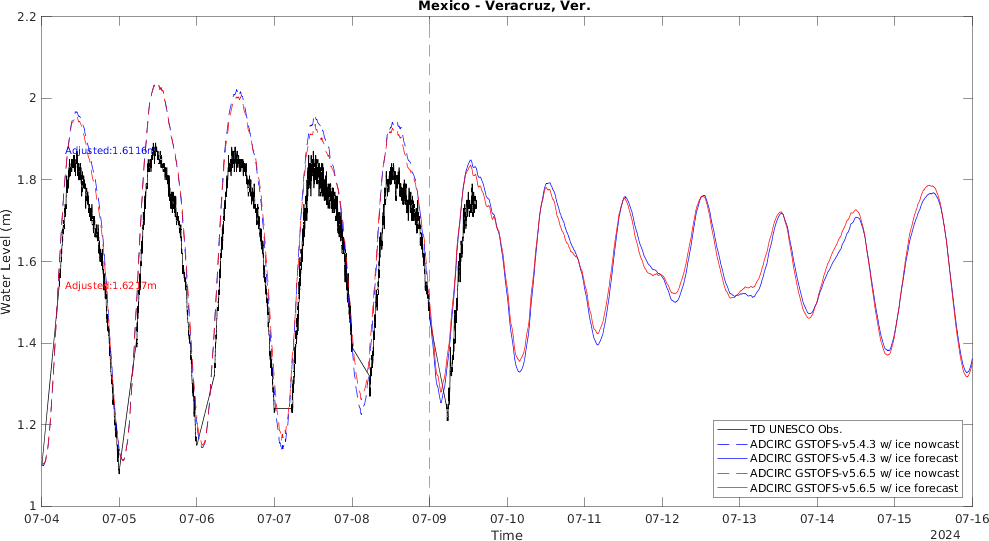 Mexico - Veracruz, Ver.
2.2
2
1.8
1.6
1.4
1.2
1
Water Level (m)
Adjusted:1.6116m
Adjusted:1.6217m
TD UNESCO Obs.
ADCIRC GSTOFS-v5.4.3 w/ ice nowcast
ADCIRC GSTOFS-v5.4.3 w/ ice forecast
ADCIRC GSTOFS-v5.6.5 w/ ice nowcast
ADCIRC GSTOFS-v5.6.5 w/ ice forecast
07-04 07-05 07-06 07-07 07-08 07-09 07-10 07-11 07-12 07-13 07-14 07-15 07-16
Time
2024